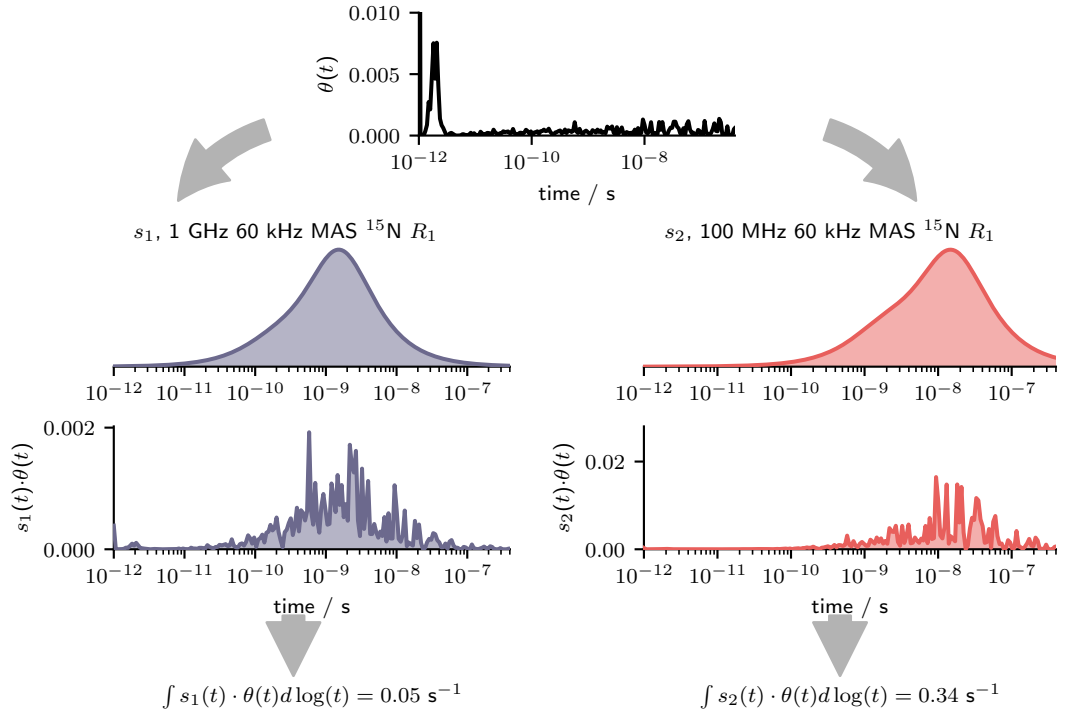 0.010
0.005
0.000
θ(t)
10⁻¹² 10⁻¹⁰ 10⁻⁸
time / s
s₁, 1 GHz 60 kHz MAS ¹⁵N R₁
s₂, 100 MHz 60 kHz MAS ¹⁵N R₁
10⁻¹² 10⁻¹¹ 10⁻¹⁰ 10⁻⁹ 10⁻⁸ 10⁻⁷
10⁻¹² 10⁻¹¹ 10⁻¹⁰ 10⁻⁹ 10⁻⁸ 10⁻⁷
0.002
0.000
s₁(t)·θ(t)
10⁻¹² 10⁻¹¹ 10⁻¹⁰ 10⁻⁹ 10⁻⁸ 10⁻⁷
time / s
0.02
0.00
s₂(t)·θ(t)
10⁻¹² 10⁻¹¹ 10⁻¹⁰ 10⁻⁹ 10⁻⁸ 10⁻⁷
time / s
∫ s₁(t) · θ(t)d log(t) = 0.05 s⁻¹
∫ s₂(t) · θ(t)d log(t) = 0.34 s⁻¹